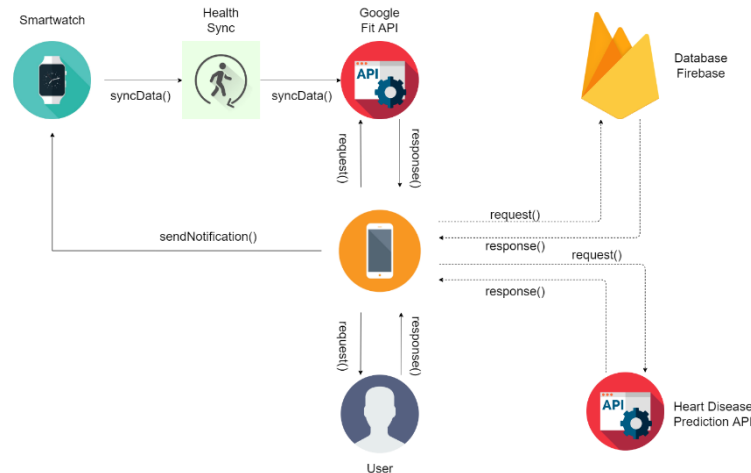 Smartwatch
Health
Sync
Google
Fit API
API
syncData()
syncData()
Database
Firebase
request()
response()
request()
sendNotification()
response()
request()
response()
request()
response()
API
Heart Disease
Prediction API
User